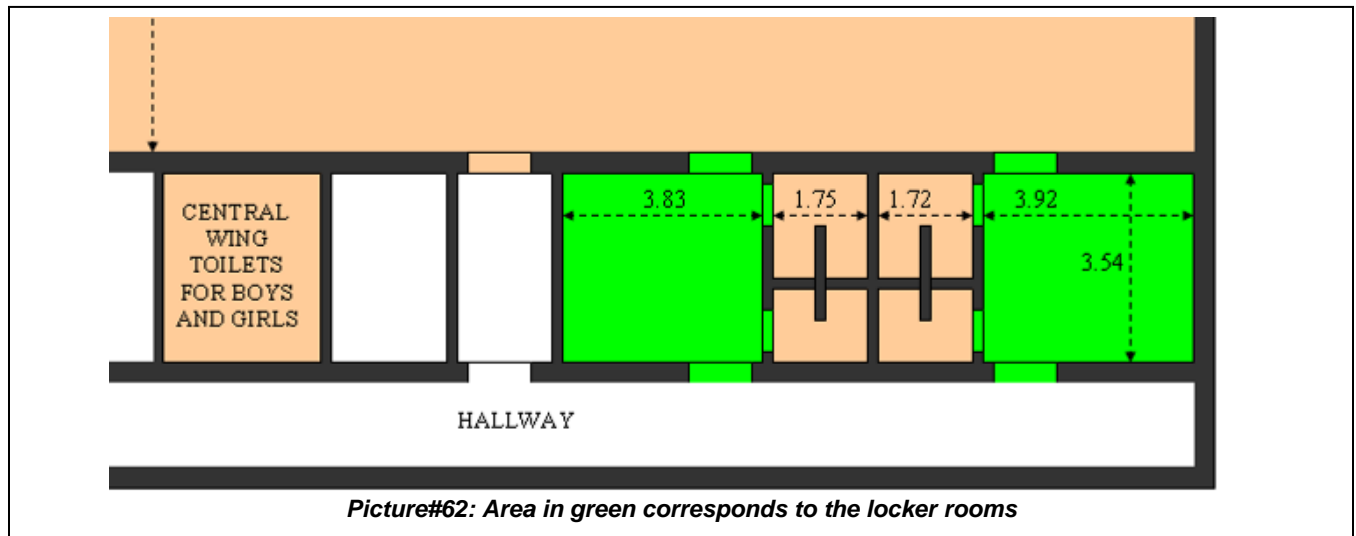 3.83
1.75
1.72
3.92
3.54
CENTRAL
WING
TOILETS
FOR BOYS
AND GIRLS
HALLWAY
Picture#62: Area in green corresponds to the locker rooms